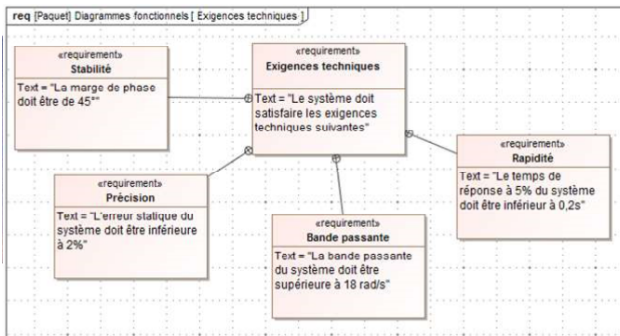 req [Paquet] Diagrammes fonctionnels [ Exigences techniques ]
«requirement»
Stabilité
Text = "La marge de phase
doit être de 45°"
«requirement»
Exigences techniques
Text = "Le système doit
satisfaire les exigences
techniques suivantes"
«requirement»
Rapidité
Text = "Le temps de
réponse à 5% du système
doit être inférieur à 0,2s"
«requirement»
Précision
Text = "L'erreur statique du
système doit être inférieure
à 2%"
«requirement»
Bande passante
Text = "La bande passante
du système doit être
supérieure à 18 rad/s"